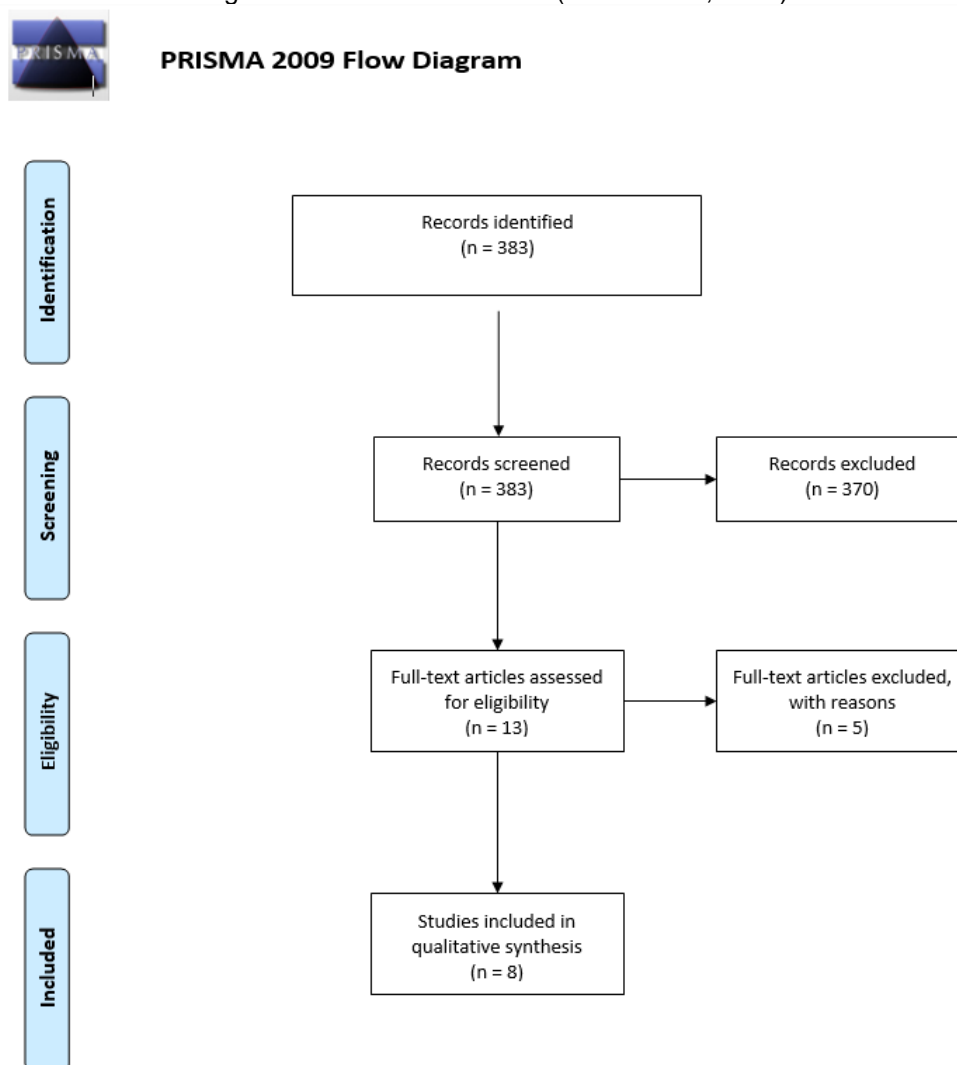 PRISMA
PRISMA 2009 Flow Diagram
Identification
Records identified
(n = 383)
Screening
Records screened
(n = 383)
Records excluded
(n = 370)
Eligibility
Full-text articles assessed
for eligibility
(n = 13)
Full-text articles excluded,
with reasons
(n = 5)
Included
Studies included in
qualitative synthesis
(n = 8)